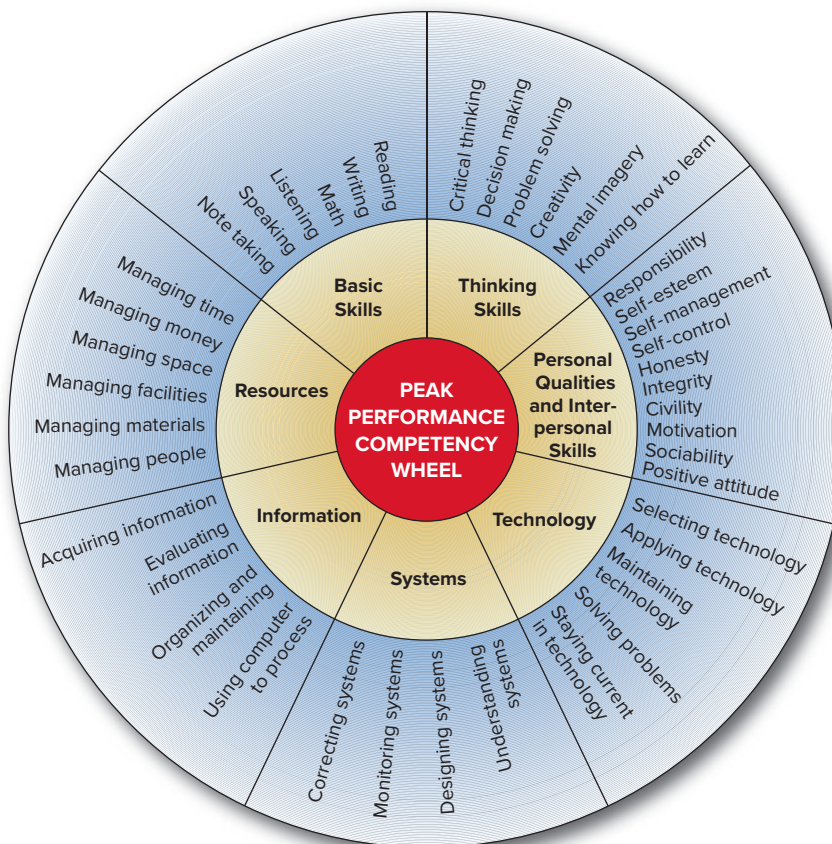 PEAK
PERFORMANCE
COMPETENCY
WHEEL
Basic
Skills
Reading
Writing
Math
Listening
Speaking
Note taking
Thinking
Skills
Critical thinking
Decision making
Problem solving
Creativity
Mental imagery
Knowing how to learn
Personal
Qualities
and Inter-
personal
Skills
Responsibility
Self-esteem
Self-management
Self-control
Honesty
Integrity
Civility
Motivation
Sociability
Positive attitude
Technology
Selecting technology
Applying technology
Maintaining
technology
Solving problems
Staying current
in technology
Systems
Understanding
systems
Designing systems
Monitoring systems
Correcting systems
Information
Acquiring information
Evaluating
information
Organizing and
maintaining
Using computer
to process
Resources
Managing time
Managing money
Managing space
Managing facilities
Managing materials
Managing people